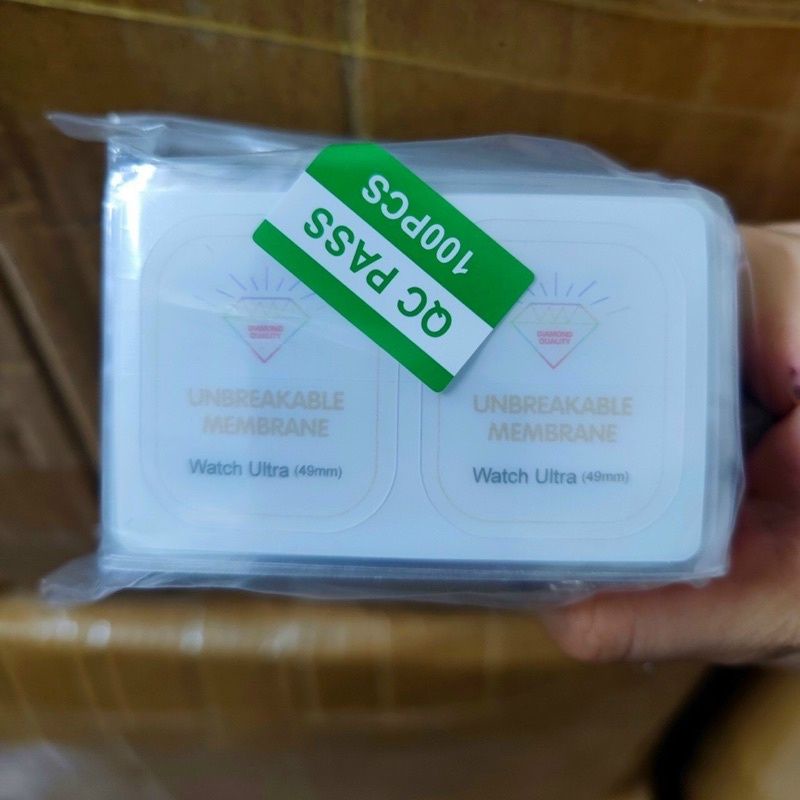 QC PASS
100PCS
DIAMOND
QUALITY
UNBREAKABLE
MEMBRANE
Watch Ultra (49mm)
DIAMOND
QUALITY
UNBREAKABLE
MEMBRANE
Watch Ultra (49mm)